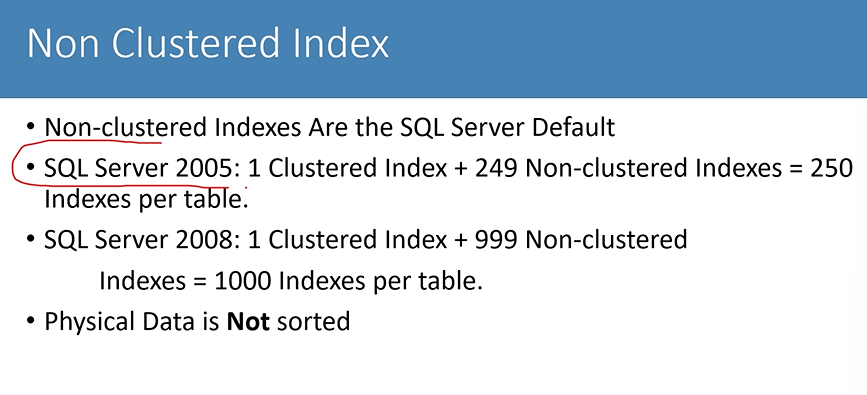 Non Clustered Index
• Non-clustered Indexes Are the SQL Server Default
• SQL Server 2005: 1 Clustered Index + 249 Non-clustered Indexes = 250
Indexes per table.
• SQL Server 2008: 1 Clustered Index + 999 Non-clustered
Indexes = 1000 Indexes per table.
• Physical Data is Not sorted